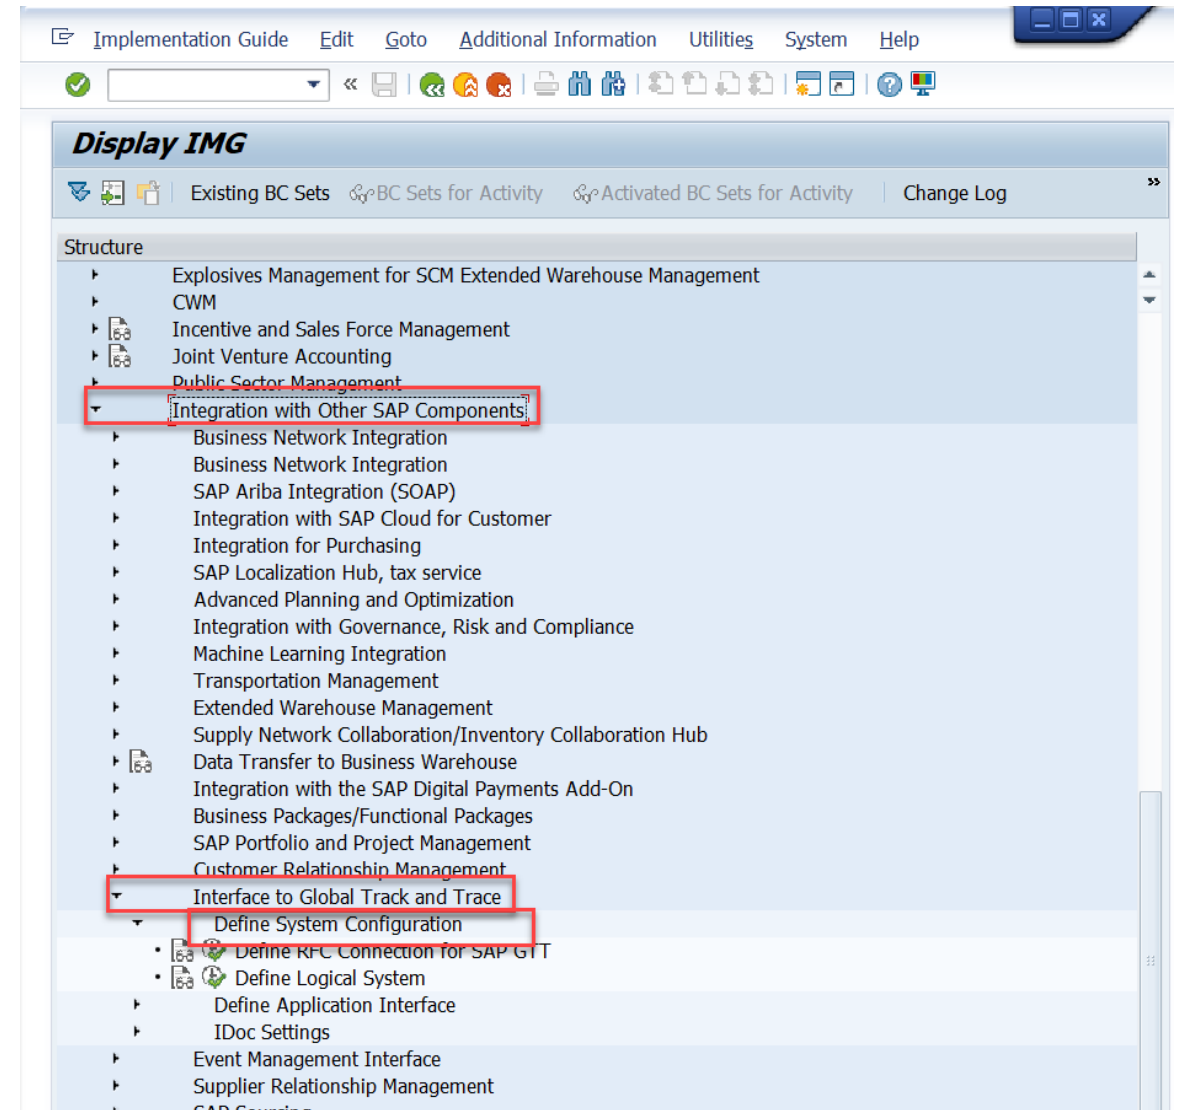 Implementation Guide Edit Goto Additional Information Utilities System Help
Display IMG
Existing BC Sets BC Sets for Activity Activated BC Sets for Activity Change Log
Structure
Explosives Management for SCM Extended Warehouse Management
CWM
Incentive and Sales Force Management
Joint Venture Accounting
Public Sector Management
Integration with Other SAP Components
Business Network Integration
Business Network Integration
SAP Ariba Integration (SOAP)
Integration with SAP Cloud for Customer
Integration for Purchasing
SAP Localization Hub, tax service
Advanced Planning and Optimization
Integration with Governance, Risk and Compliance
Machine Learning Integration
Transportation Management
Extended Warehouse Management
Supply Network Collaboration/Inventory Collaboration Hub
Data Transfer to Business Warehouse
Integration with the SAP Digital Payments Add-On
Business Packages/Functional Packages
SAP Portfolio and Project Management
Customer Relationship Management
Interface to Global Track and Trace
Define System Configuration
Define RFC Connection for SAP GTT
Define Logical System
Define Application Interface
IDoc Settings
Event Management Interface
Supplier Relationship Management
SAP Sourcing